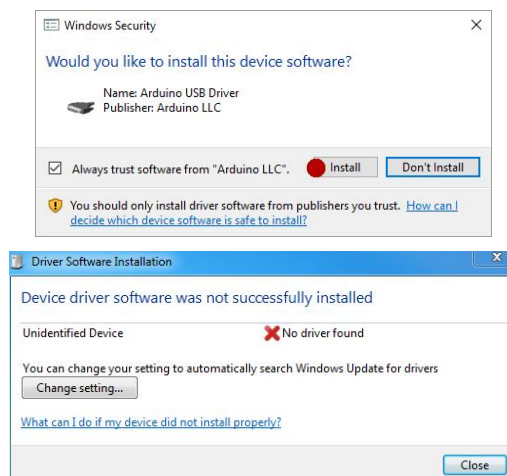 Windows Security
Would you like to install this device software?
Name: Arduino USB Driver
Publisher: Arduino LLC
Always trust software from "Arduino LLC". Install Don't Install
You should only install driver software from publishers you trust. How can I
decide which device software is safe to install?
Driver Software Installation
Device driver software was not successfully installed
Unidentified Device No driver found
You can change your setting to automatically search Windows Update for drivers
Change setting...
What can I do if my device did not install properly?
Close